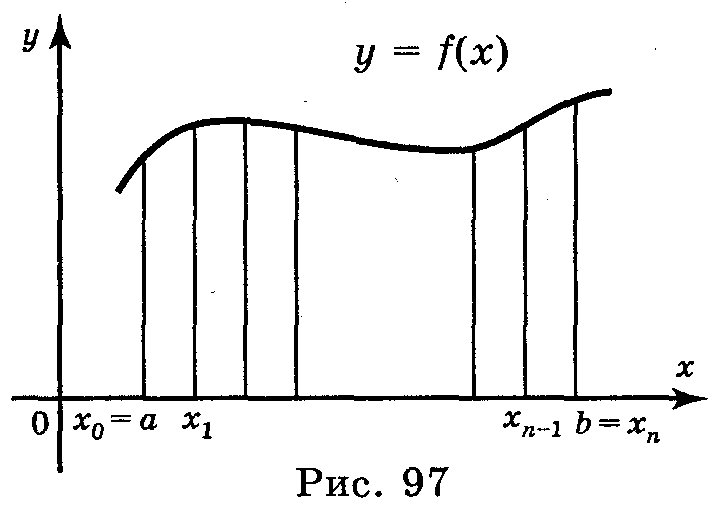 y
y = f(x)
x
0 x₀ = a x₁ xₙ₋₁ b = xₙ
Рис. 97